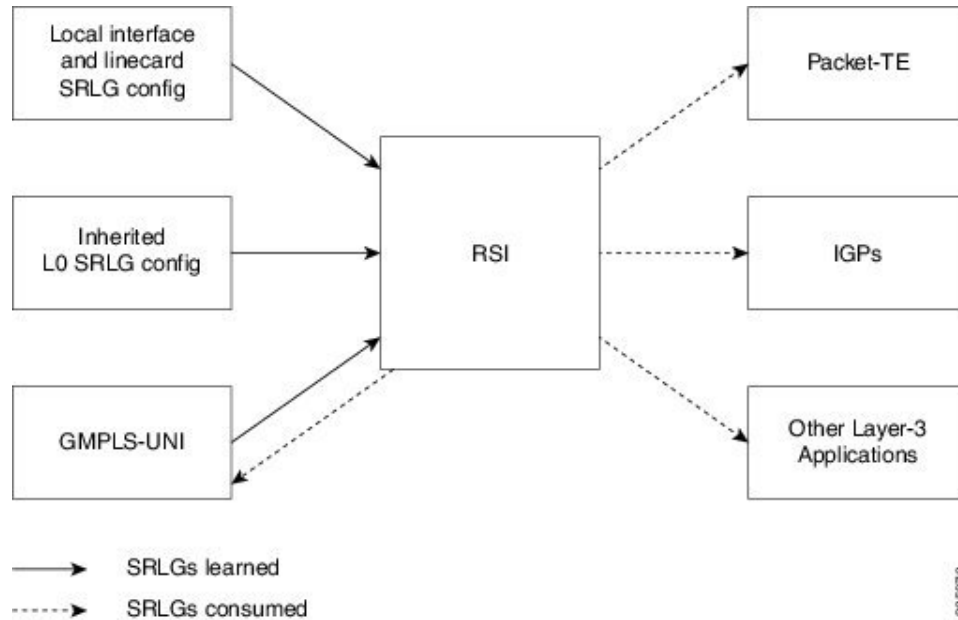 Local interface
and linecard
SRLG config
Packet-TE
Inherited
L0 SRLG config
RSI
IGPs
GMPLS-UNI
Other Layer-3
Applications
SRLGs learned
SRLGs consumed